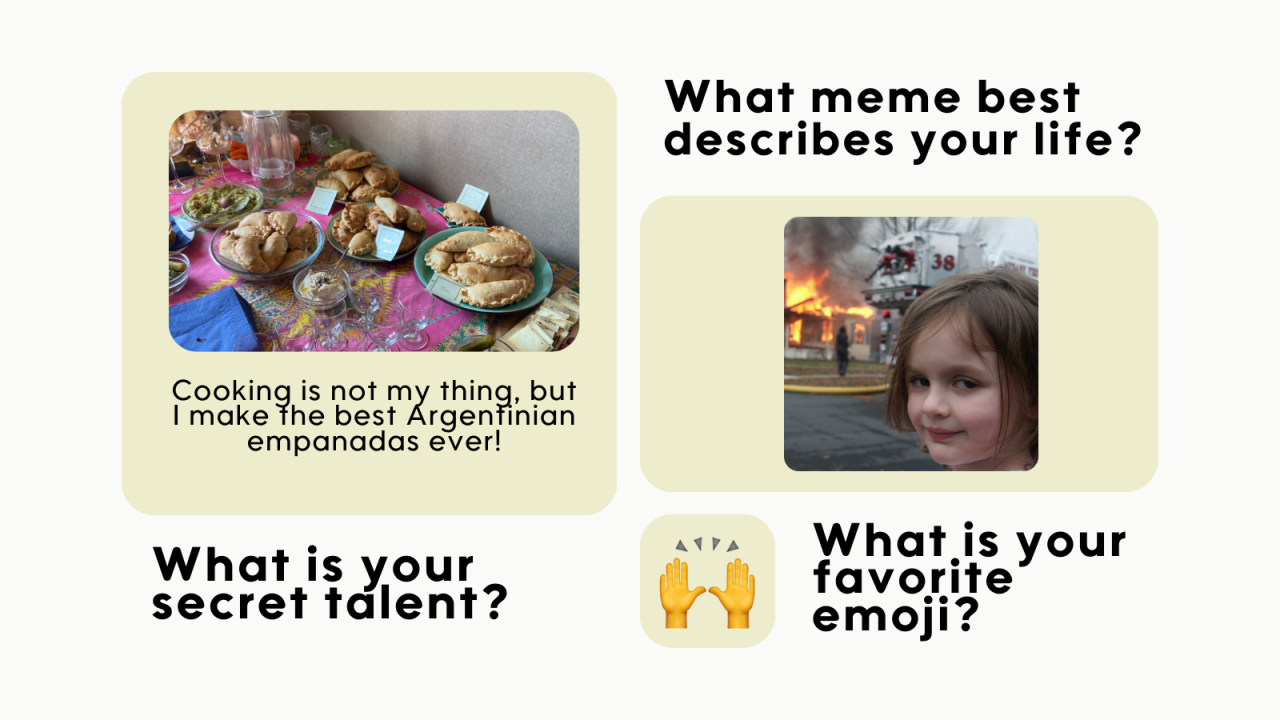 Cooking is not my thing, but
I make the best Argentinian
empanadas ever!
What is your
secret talent?
What meme best
describes your life?
38
What is your
favorite
emoji?